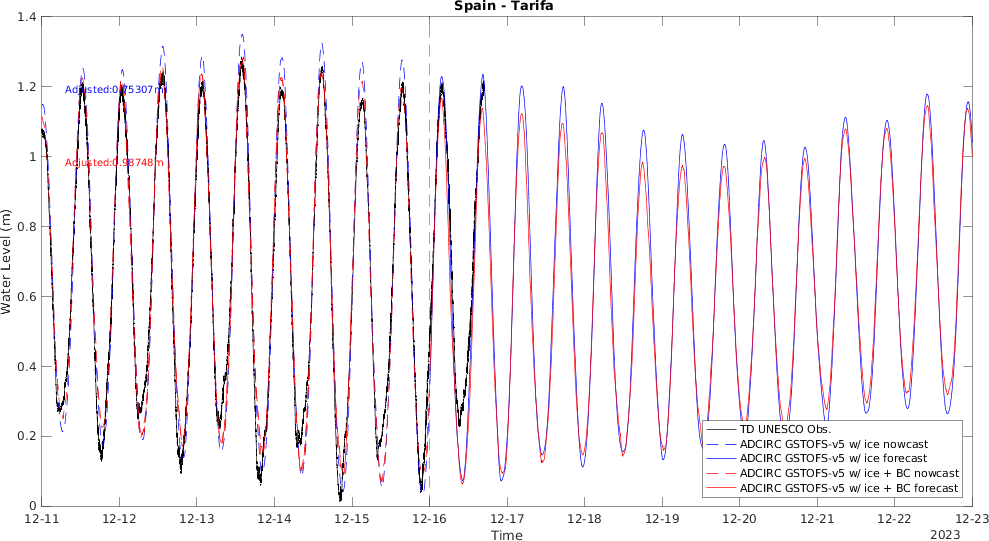 Spain - Tarifa
1.4
1.2
1
0.8
0.6
0.4
0.2
0
Water Level (m)
Adjusted:0.75307m
Adjusted:0.98748m
TD UNESCO Obs.
ADCIRC GSTOFS-v5 w/ ice nowcast
ADCIRC GSTOFS-v5 w/ ice forecast
ADCIRC GSTOFS-v5 w/ ice + BC nowcast
ADCIRC GSTOFS-v5 w/ ice + BC forecast
12-11 12-12 12-13 12-14 12-15 12-16 12-17 12-18 12-19 12-20 12-21 12-22 12-23
Time
2023